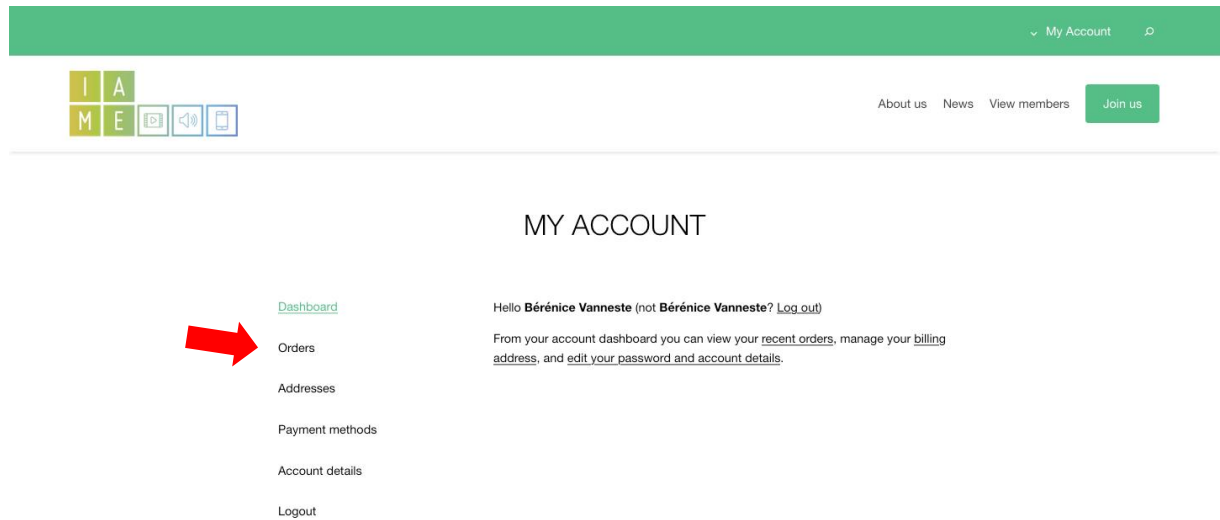 My Account
I A
M E
About us News View members Join us
MY ACCOUNT
Dashboard
Hello Bérénice Vanneste (not Bérénice Vanneste? Log out)
From your account dashboard you can view your recent orders, manage your billing
address, and edit your password and account details.
Orders
Addresses
Payment methods
Account details
Logout